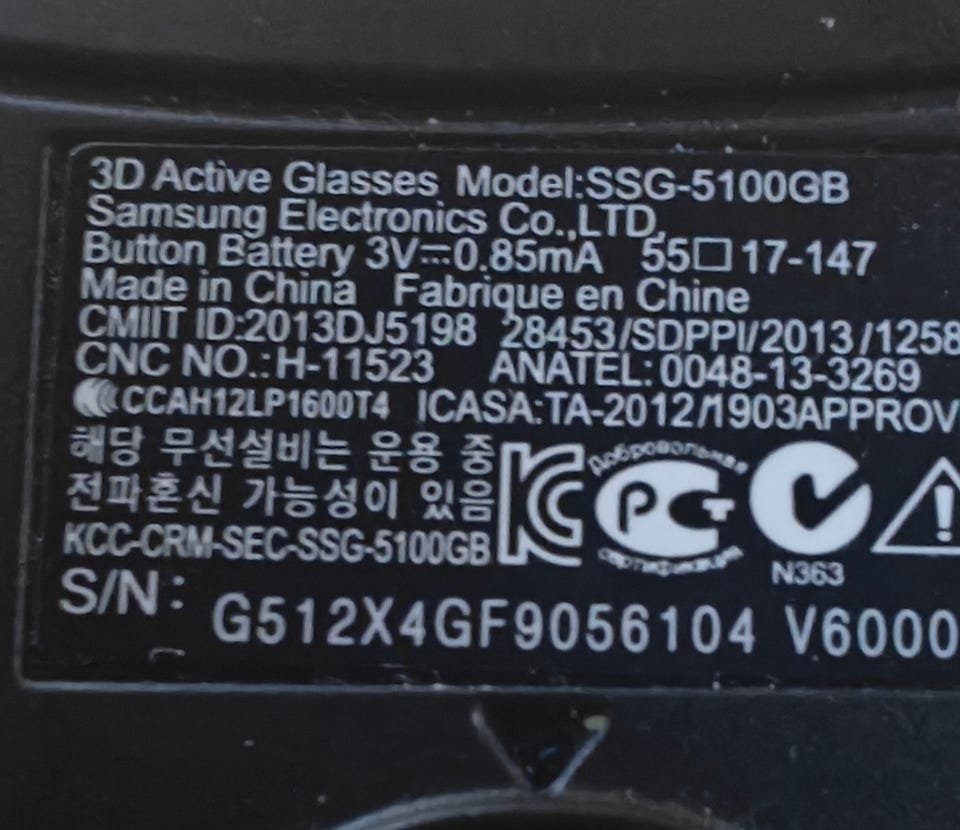 3D Active Glasses Model:SSG-5100GB
Samsung Electronics Co.,LTD.
Button Battery 3V⎓0.85mA 55□17-147
Made in China Fabrique en Chine
CMIIT ID:2013DJ5198 28453/SDPPI/2013/1258
CNC NO.:H-11523 ANATEL:0048-13-3269
CCAH12LP1600T4 ICASA:TA-2012/1903APPROV
해당 무선설비는 운용 중
전파혼신 가능성이 있음
KCC-CRM-SEC-SSG-5100GB
Добровольная
РСТ
сертификация
N363
S/N: G512X4GF9056104 V6000